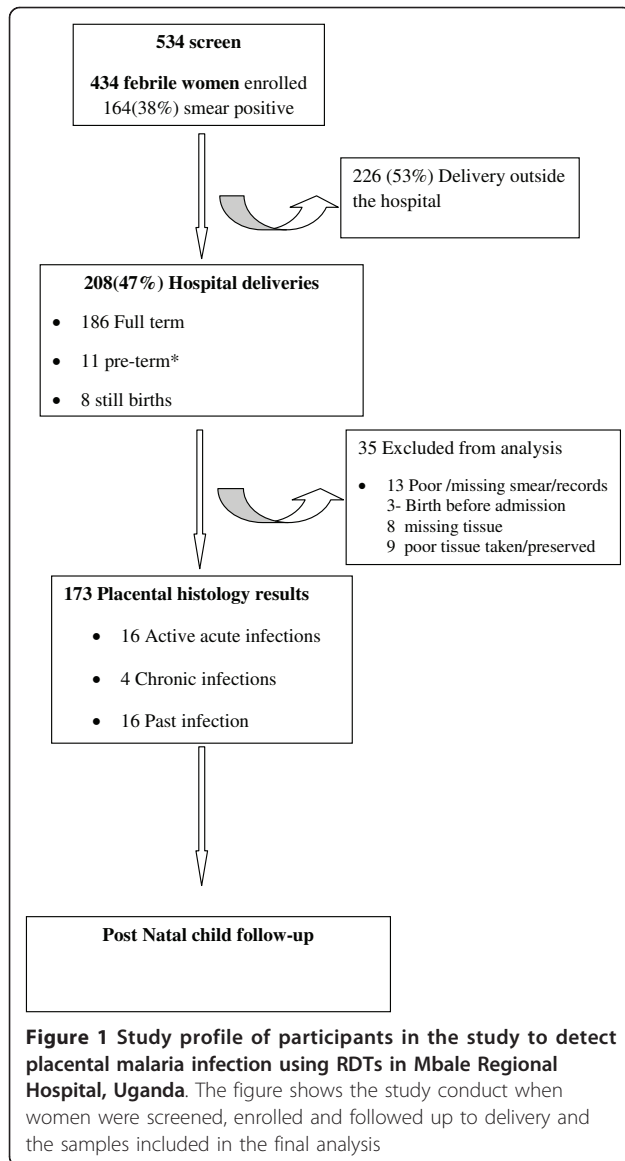 534 screen
434 febrile women enrolled
164(38%) smear positive
226 (53%) Delivery outside
the hospital
208(47%) Hospital deliveries
• 186 Full term
• 11 pre-term*
• 8 still births
35 Excluded from analysis
• 13 Poor /missing smear/records
3- Birth before admission
8 missing tissue
9 poor tissue taken/preserved
173 Placental histology results
• 16 Active acute infections
• 4 Chronic infections
• 16 Past infection
Post Natal child follow-up
Figure 1 Study profile of participants in the study to detect
placental malaria infection using RDTs in Mbale Regional
Hospital, Uganda. The figure shows the study conduct when
women were screened, enrolled and followed up to delivery and
the samples included in the final analysis